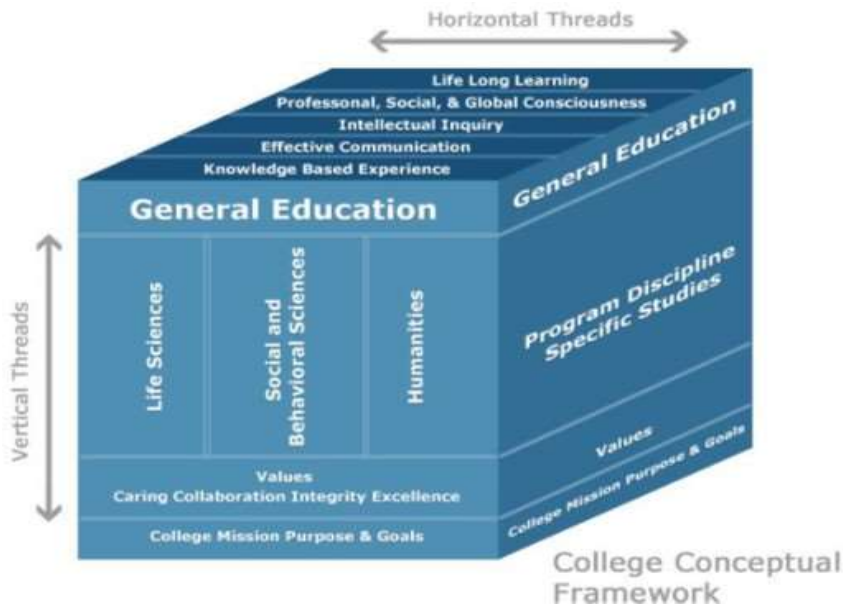 Horizontal Threads
Life Long Learning
Professonal, Social, & Global Consciousness
Intellectual Inquiry
Effective Communication
Knowledge Based Experience
General Education
General Education
Vertical Threads
Life Sciences
Social and
Behavioral Sciences
Humanities
Program Discipline
Specific Studies
Values
Caring Collaboration Integrity Excellence
Values
College Mission Purpose & Goals
College Mission Purpose & Goals
College Conceptual
Framework